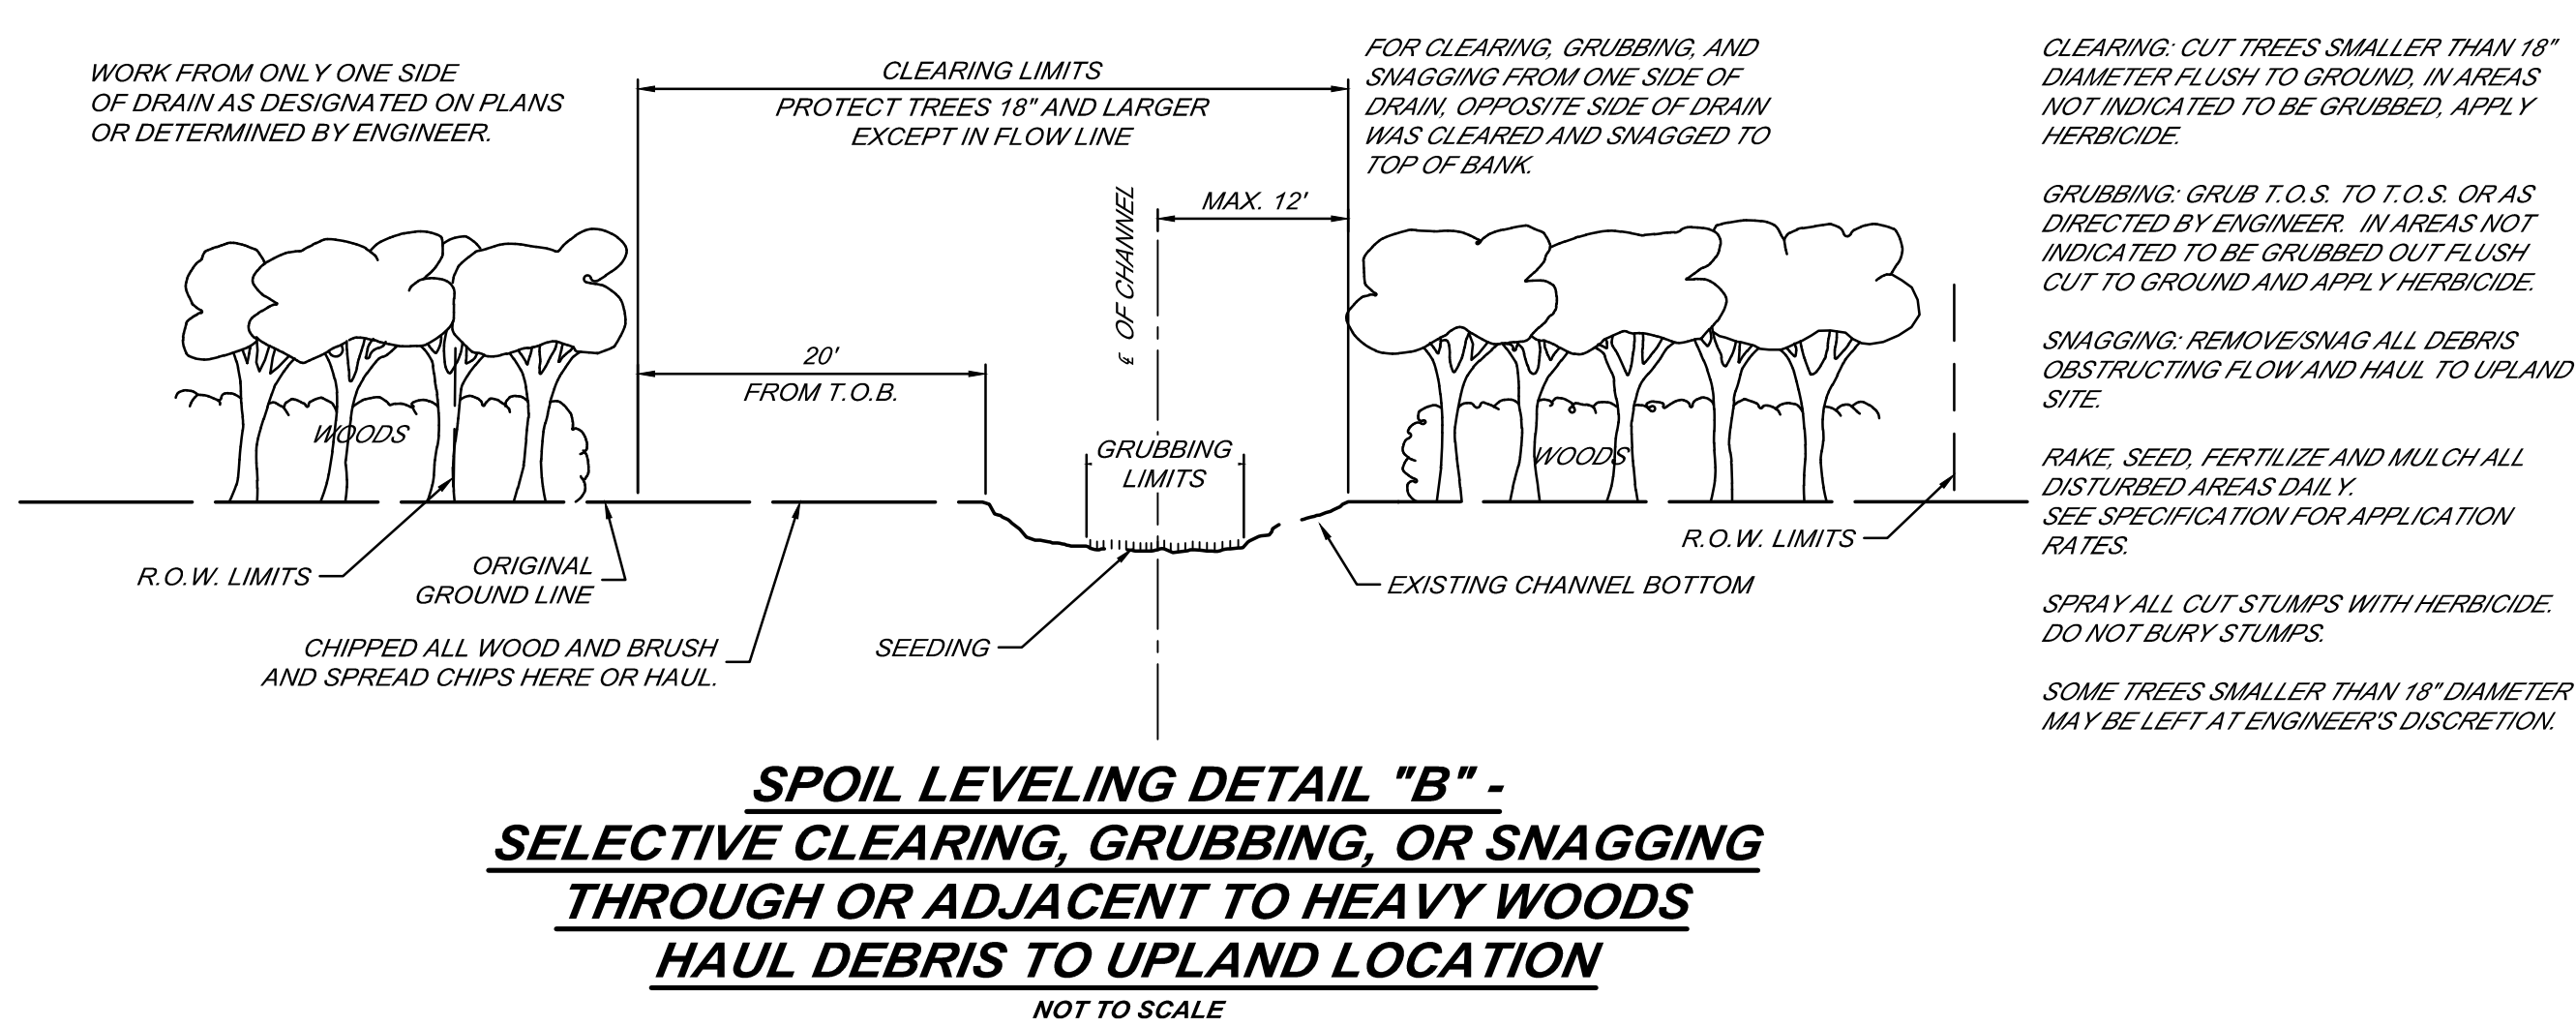 WORK FROM ONLY ONE SIDE
OF DRAIN AS DESIGNATED ON PLANS
OR DETERMINED BY ENGINEER.
CLEARING LIMITS
PROTECT TREES 18" AND LARGER
EXCEPT IN FLOW LINE
FOR CLEARING, GRUBBING, AND
SNAGGING FROM ONE SIDE OF
DRAIN, OPPOSITE SIDE OF DRAIN
WAS CLEARED AND SNAGGED TO
TOP OF BANK.
MAX. 12'
℄ OF CHANNEL
20'
FROM T.O.B.
WOODS
GRUBBING
LIMITS
WOODS
R.O.W. LIMITS
ORIGINAL
GROUND LINE
R.O.W. LIMITS
EXISTING CHANNEL BOTTOM
CHIPPED ALL WOOD AND BRUSH
AND SPREAD CHIPS HERE OR HAUL.
SEEDING
CLEARING: CUT TREES SMALLER THAN 18"
DIAMETER FLUSH TO GROUND, IN AREAS
NOT INDICATED TO BE GRUBBED, APPLY
HERBICIDE.
GRUBBING: GRUB T.O.S. TO T.O.S. OR AS
DIRECTED BY ENGINEER. IN AREAS NOT
INDICATED TO BE GRUBBED OUT FLUSH
CUT TO GROUND AND APPLY HERBICIDE.
SNAGGING: REMOVE/SNAG ALL DEBRIS
OBSTRUCTING FLOW AND HAUL TO UPLAND
SITE.
RAKE, SEED, FERTILIZE AND MULCH ALL
DISTURBED AREAS DAILY.
SEE SPECIFICATION FOR APPLICATION
RATES.
SPRAY ALL CUT STUMPS WITH HERBICIDE.
DO NOT BURY STUMPS.
SOME TREES SMALLER THAN 18" DIAMETER
MAY BE LEFT AT ENGINEER'S DISCRETION.
SPOIL LEVELING DETAIL "B" -
SELECTIVE CLEARING, GRUBBING, OR SNAGGING
THROUGH OR ADJACENT TO HEAVY WOODS
HAUL DEBRIS TO UPLAND LOCATION
NOT TO SCALE